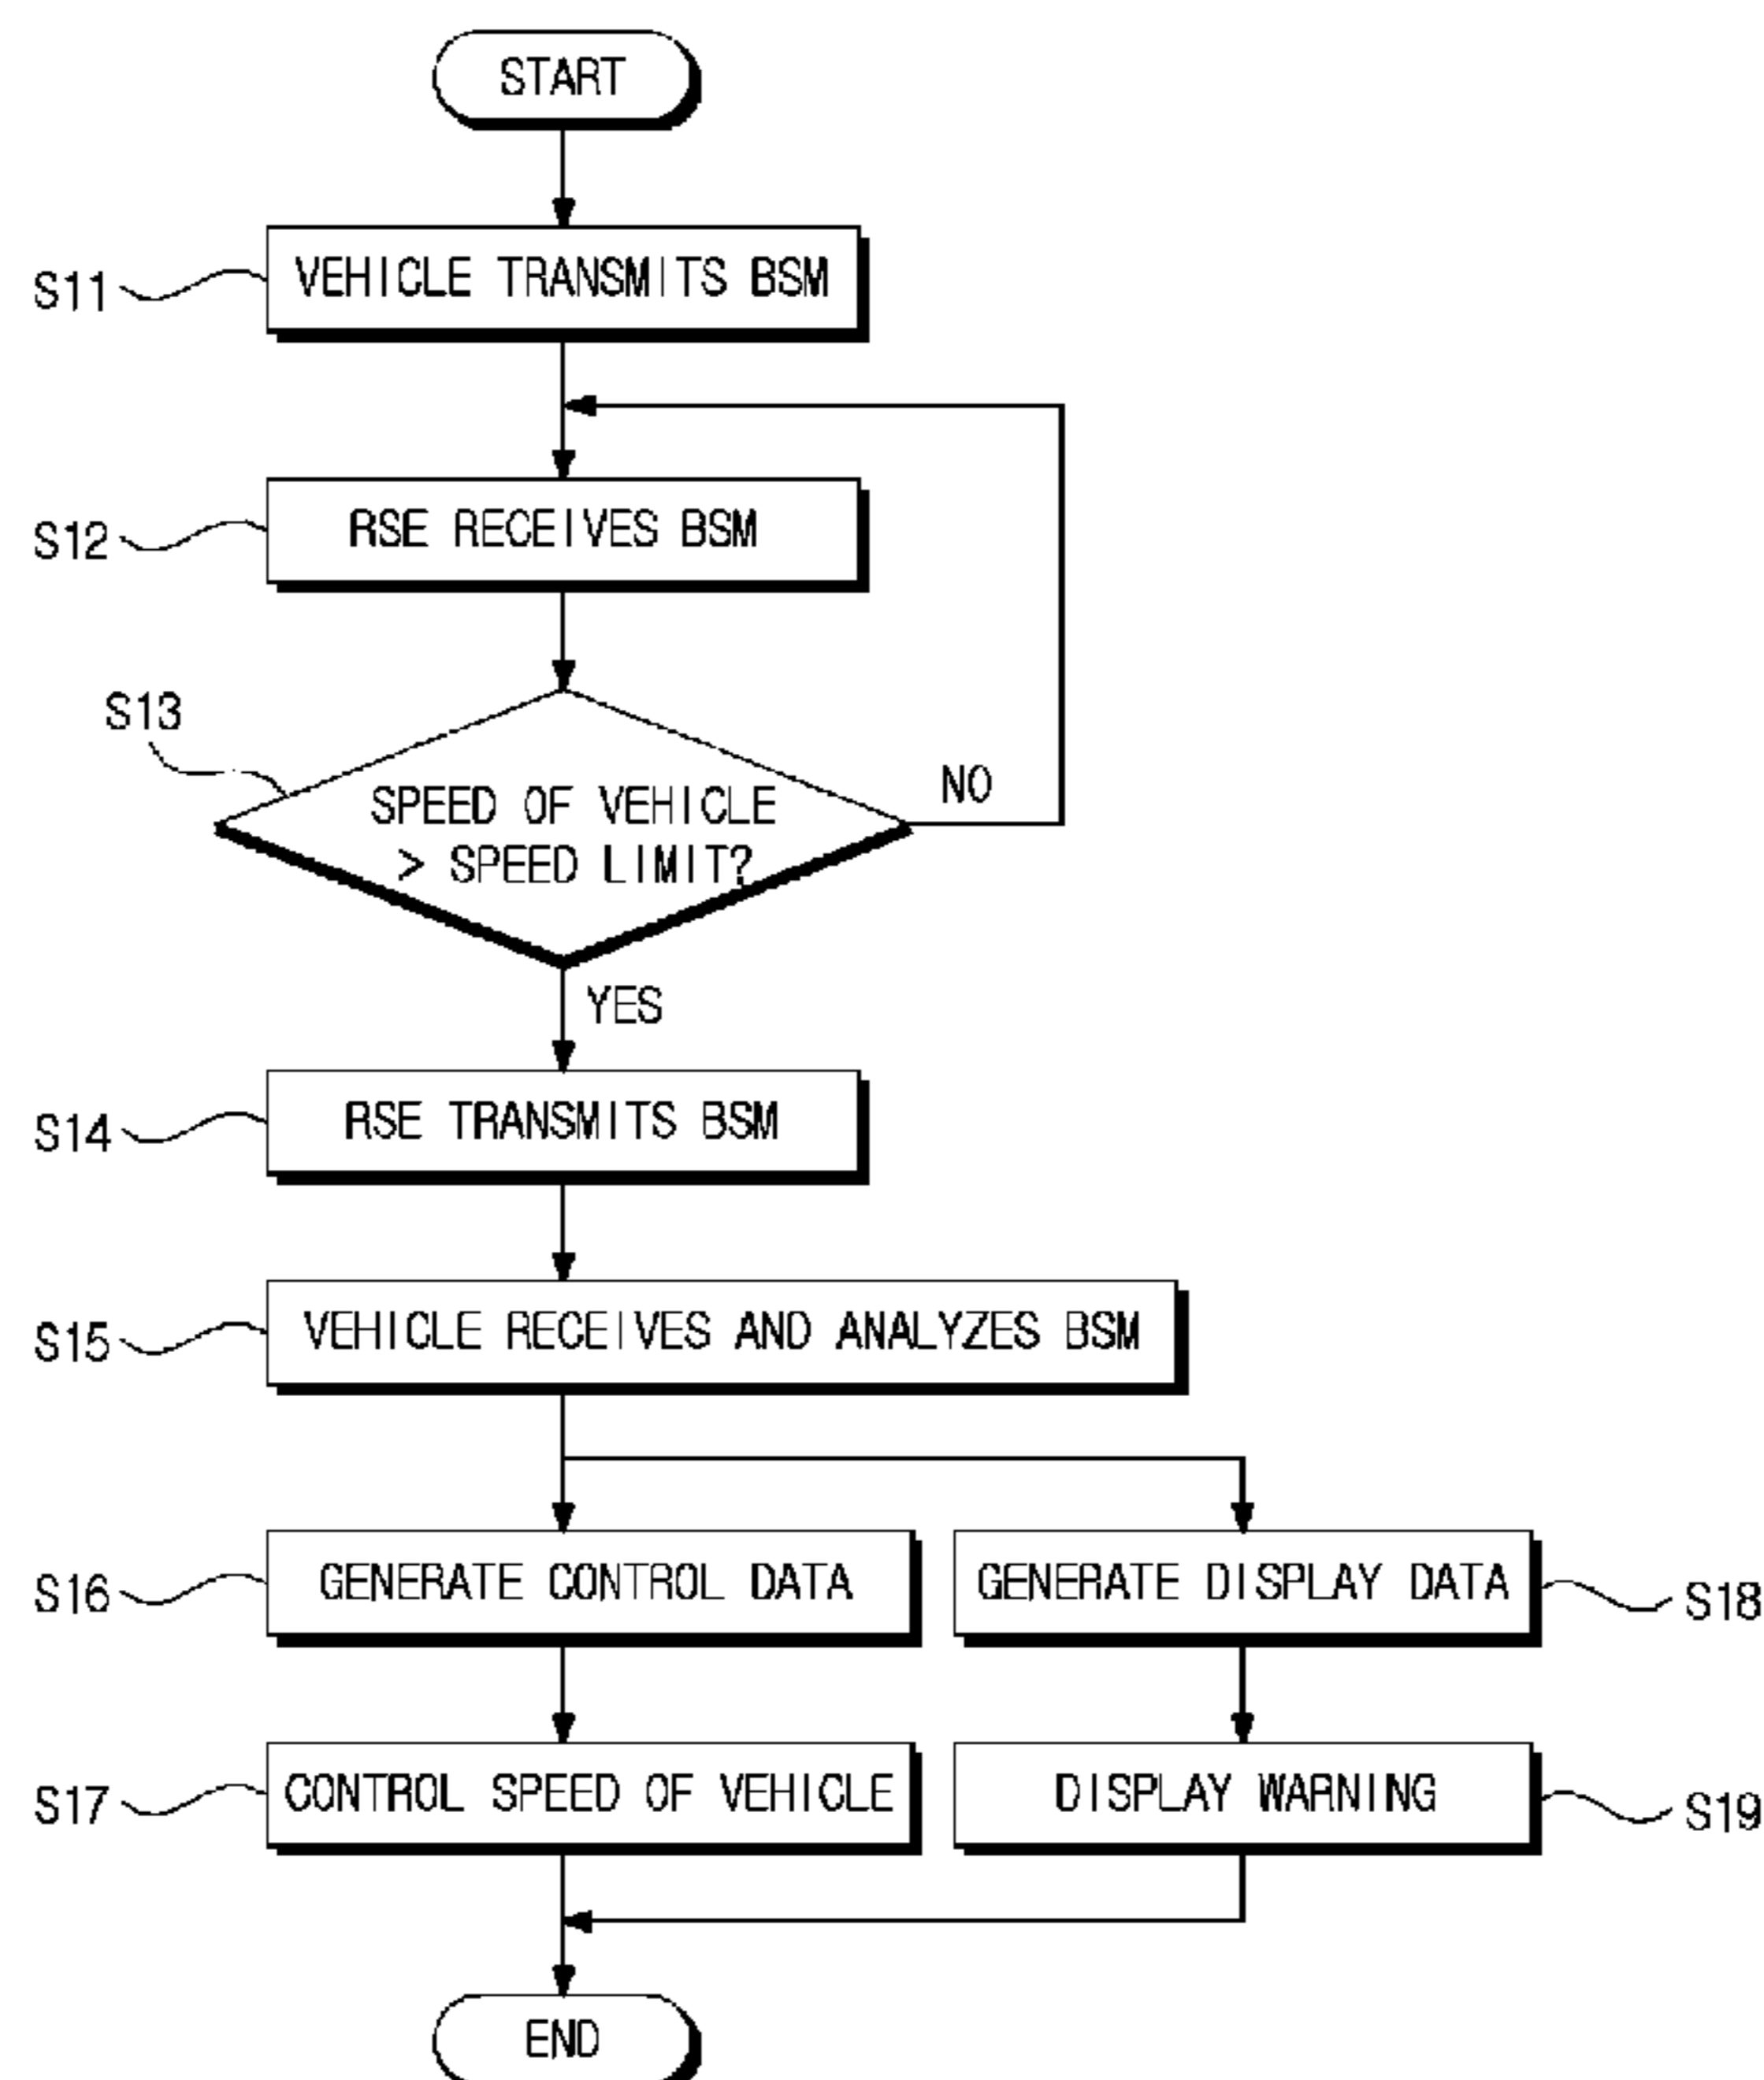 START
S11
VEHICLE TRANSMITS BSM
S12
RSE RECEIVES BSM
S13
SPEED OF VEHICLE
> SPEED LIMIT?
NO
YES
S14
RSE TRANSMITS BSM
S15
VEHICLE RECEIVES AND ANALYZES BSM
S16
GENERATE CONTROL DATA
GENERATE DISPLAY DATA
S18
S17
CONTROL SPEED OF VEHICLE
DISPLAY WARNING
S19
END